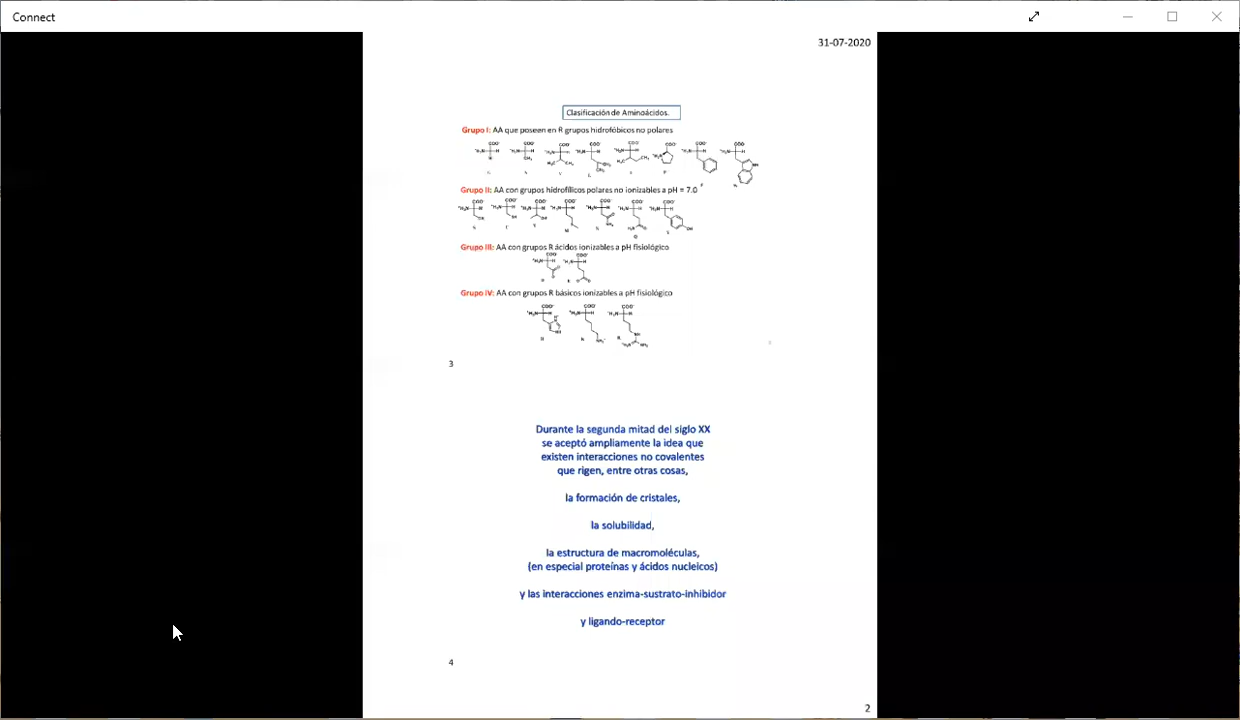 Connect
31-07-2020
Clasificación de Aminoácidos.
Grupo I: AA que poseen en R grupos hidrofóbicos no polares
Grupo II: AA con grupos hidrofílicos polares no ionizables a pH = 7.0
Grupo III: AA con grupos R ácidos ionizables a pH fisiológico
Grupo IV: AA con grupos R básicos ionizables a pH fisiológico
3
Durante la segunda mitad del siglo XX
se aceptó ampliamente la idea que
existen interacciones no covalentes
que rigen, entre otras cosas,
la formación de cristales,
la solubilidad,
la estructura de macromoléculas,
(en especial proteínas y ácidos nucleicos)
y las interacciones enzima-sustrato-inhibidor
y ligando-receptor
4
2